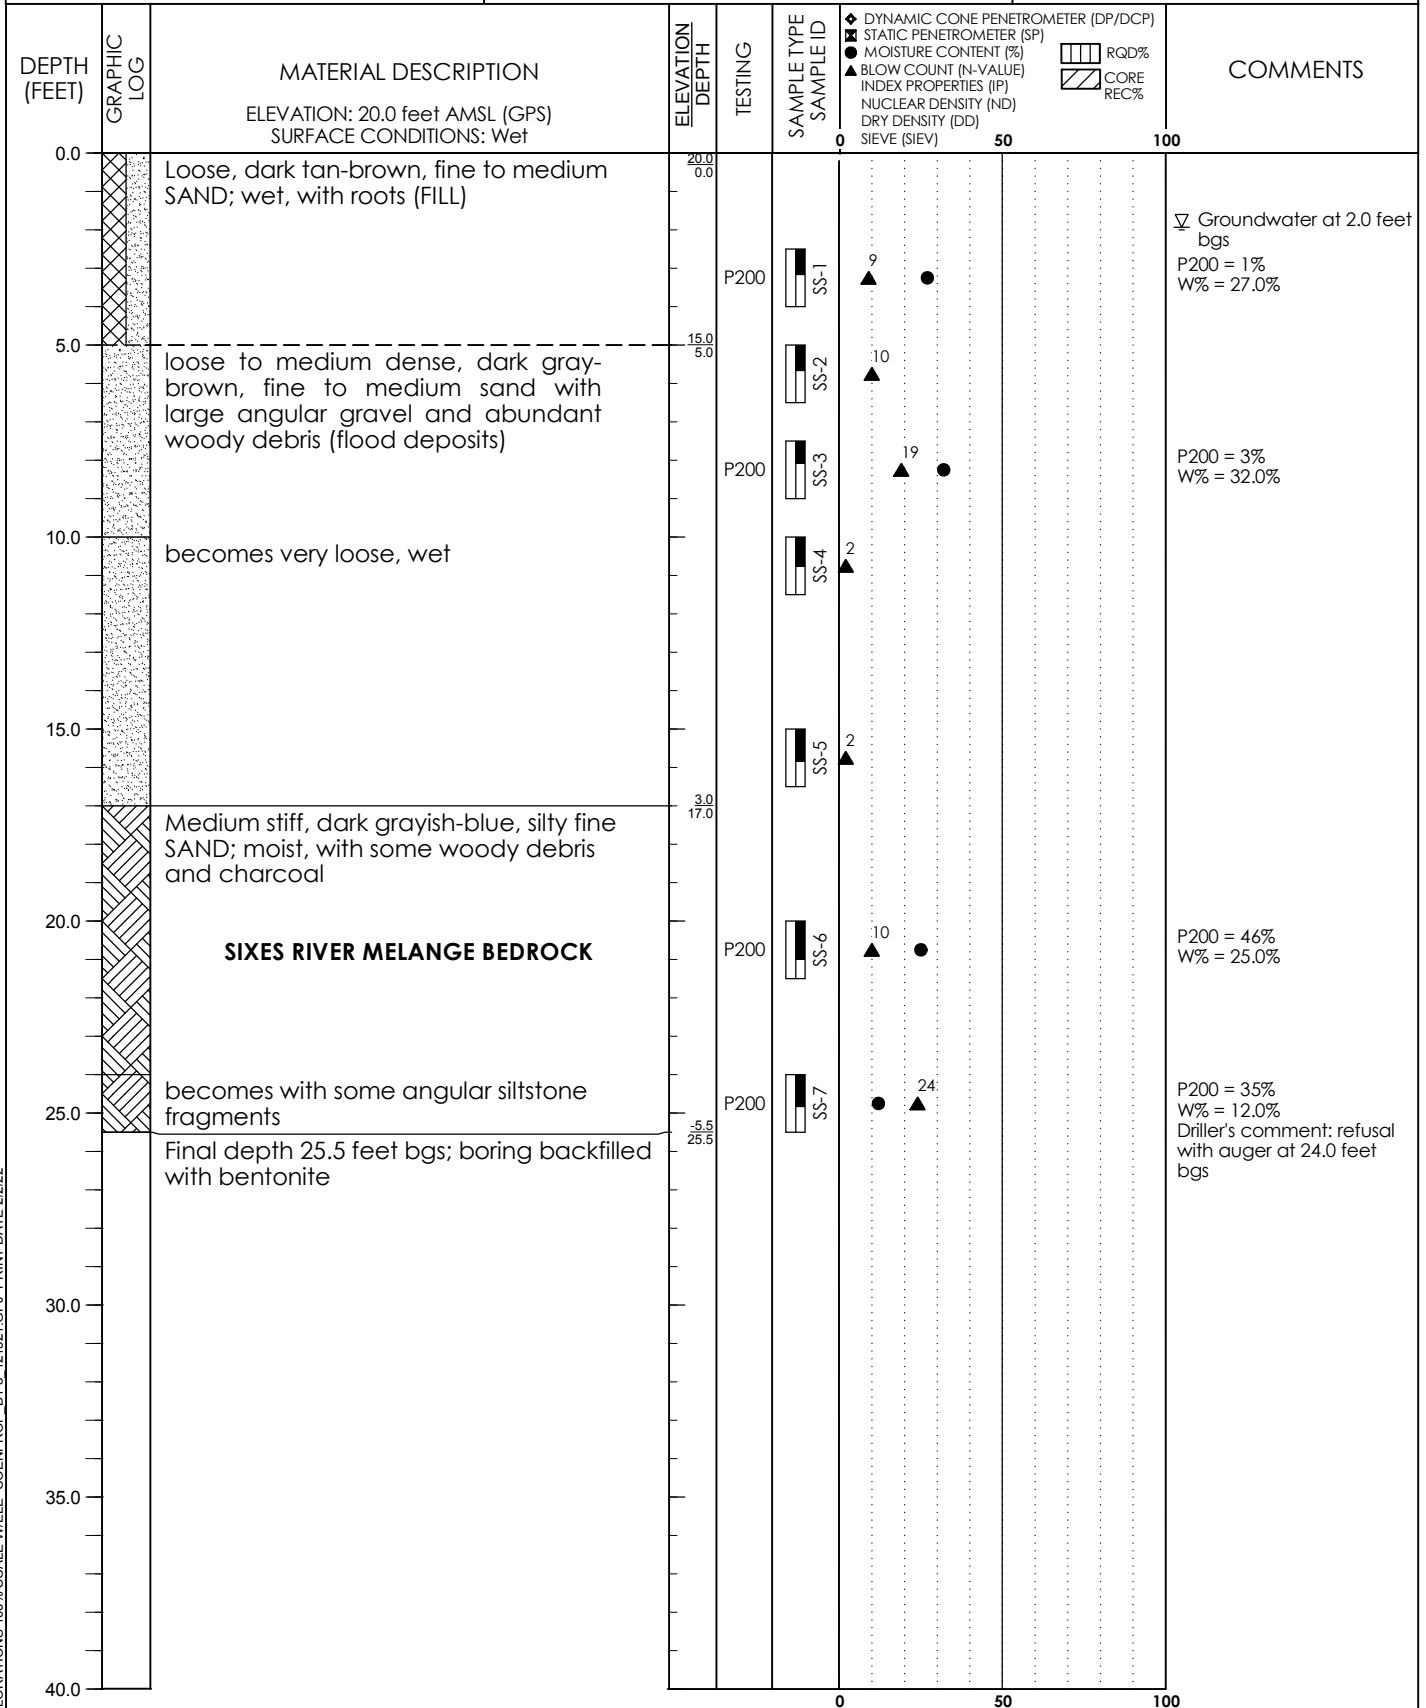 DEPTH
(FEET)
GRAPHIC
LOG
MATERIAL DESCRIPTION
ELEVATION: 20.0 feet AMSL (GPS)
SURFACE CONDITIONS: Wet
ELEVATION
DEPTH
TESTING
SAMPLE TYPE
SAMPLE ID
DYNAMIC CONE PENETROMETER (DP/DCP)
STATIC PENETROMETER (SP)
MOISTURE CONTENT (%)
BLOW COUNT (N-VALUE)
INDEX PROPERTIES (IP)
NUCLEAR DENSITY (ND)
DRY DENSITY (DD)
SIEVE (SIEV)
RQD%
CORE
REC%
0 50 100
COMMENTS
0.0
Loose, dark tan-brown, fine to medium
SAND; wet, with roots (FILL)
20.0
0.0
Groundwater at 2.0 feet
bgs
P200
SS-1
9
P200 = 1%
W% = 27.0%
5.0
15.0
5.0
loose to medium dense, dark gray-
brown, fine to medium sand with
large angular gravel and abundant
woody debris (flood deposits)
SS-2
10
P200
SS-3
19
P200 = 3%
W% = 32.0%
10.0
becomes very loose, wet
SS-4
2
15.0
SS-5
2
3.0
17.0
Medium stiff, dark grayish-blue, silty fine
SAND; moist, with some woody debris
and charcoal
20.0
SIXES RIVER MELANGE BEDROCK
P200
SS-6
10
P200 = 46%
W% = 25.0%
becomes with some angular siltstone
fragments
25.0
P200
SS-7
24
P200 = 35%
W% = 12.0%
Driller's comment: refusal
with auger at 24.0 feet
bgs
-5.5
25.5
Final depth 25.5 feet bgs; boring backfilled
with bentonite
30.0
35.0
40.0
0 50 100